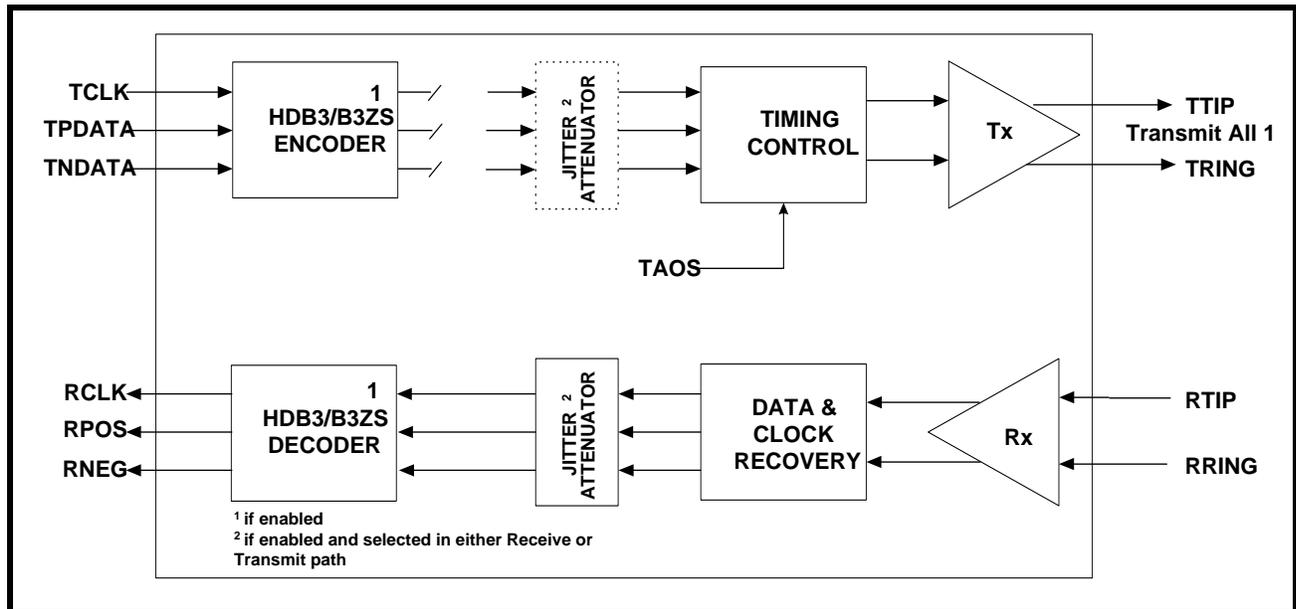 TCLK
TPDATA
TNDATA
1
HDB3/B3ZS
ENCODER
JITTER 2
ATTENUATOR
TIMING
CONTROL
Tx
TTIP
Transmit All 1
TRING
TAOS
RCLK
RPOS
RNEG
1
HDB3/B3ZS
DECODER
JITTER 2
ATTENUATOR
DATA &
CLOCK
RECOVERY
Rx
RTIP
RRING
1 if enabled
2 if enabled and selected in either Receive or
Transmit path